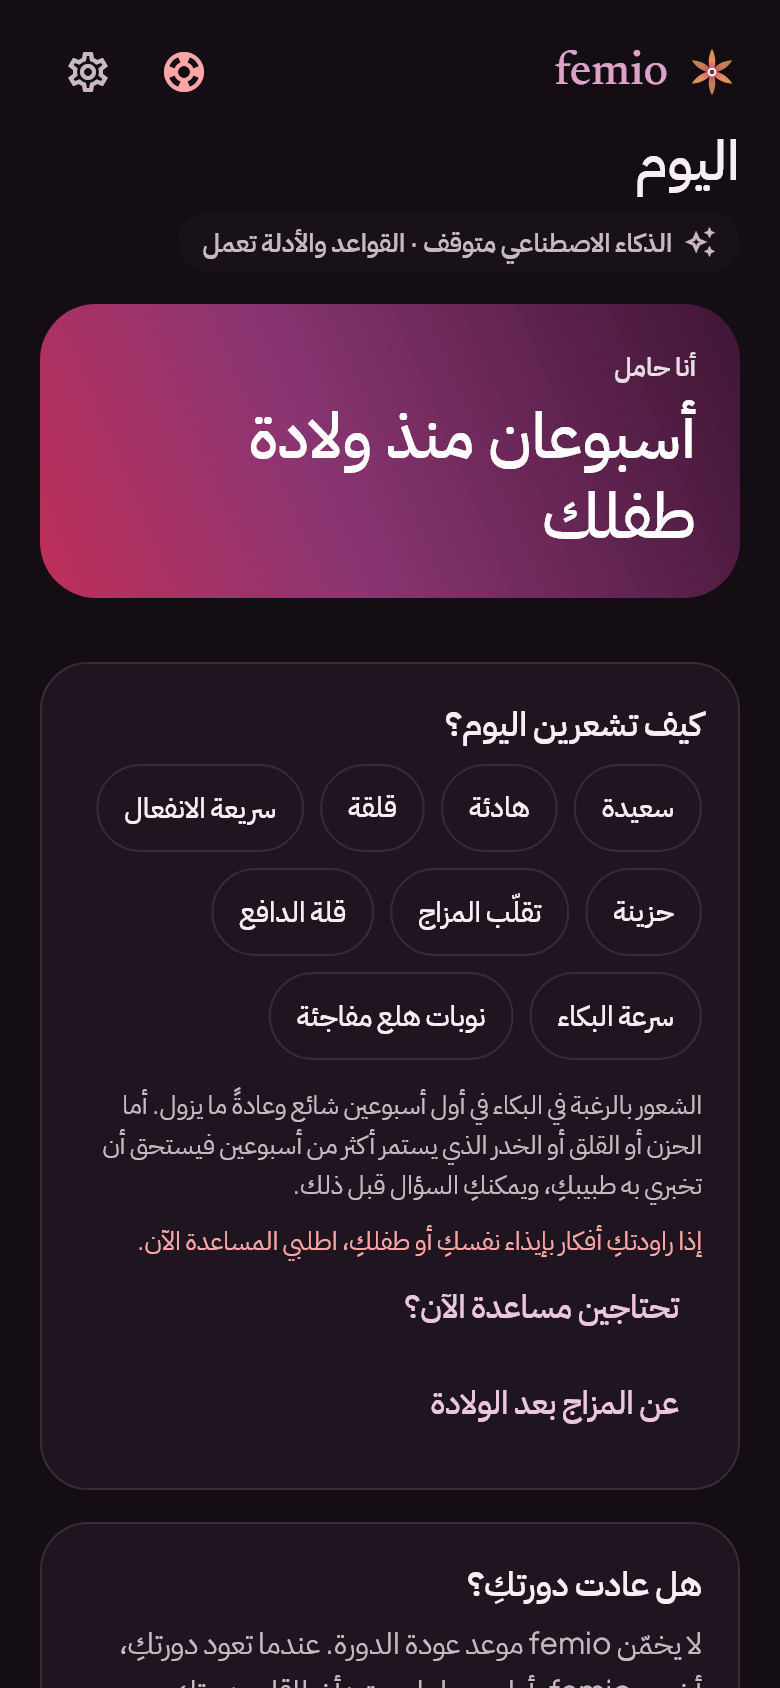 femio
اليوم
الذكاء الاصطناعي متوقف · القواعد والأدلة تعمل
أنا حامل
أسبوعان منذ ولادة
طفلك
كيف تشعرين اليوم؟
سعيدة
هادئة
قلقة
سريعة الانفعال
حزينة
تقلّب المزاج
قلة الدافع
سرعة البكاء
نوبات هلع مفاجئة
الشعور بالرغبة في البكاء في أول أسبوعين شائع وعادةً ما يزول. أما
الحزن أو القلق أو الخدر الذي يستمر أكثر من أسبوعين فيستحق أن
تخبري به طبيبكِ، ويمكنكِ السؤال قبل ذلك.
إذا راودتكِ أفكار بإيذاء نفسكِ أو طفلكِ، اطلبي المساعدة الآن.
تحتاجين مساعدة الآن؟
عن المزاج بعد الولادة
هل عادت دورتكِ؟
لا يخمّن femio موعد عودة الدورة. عندما تعود دورتكِ،